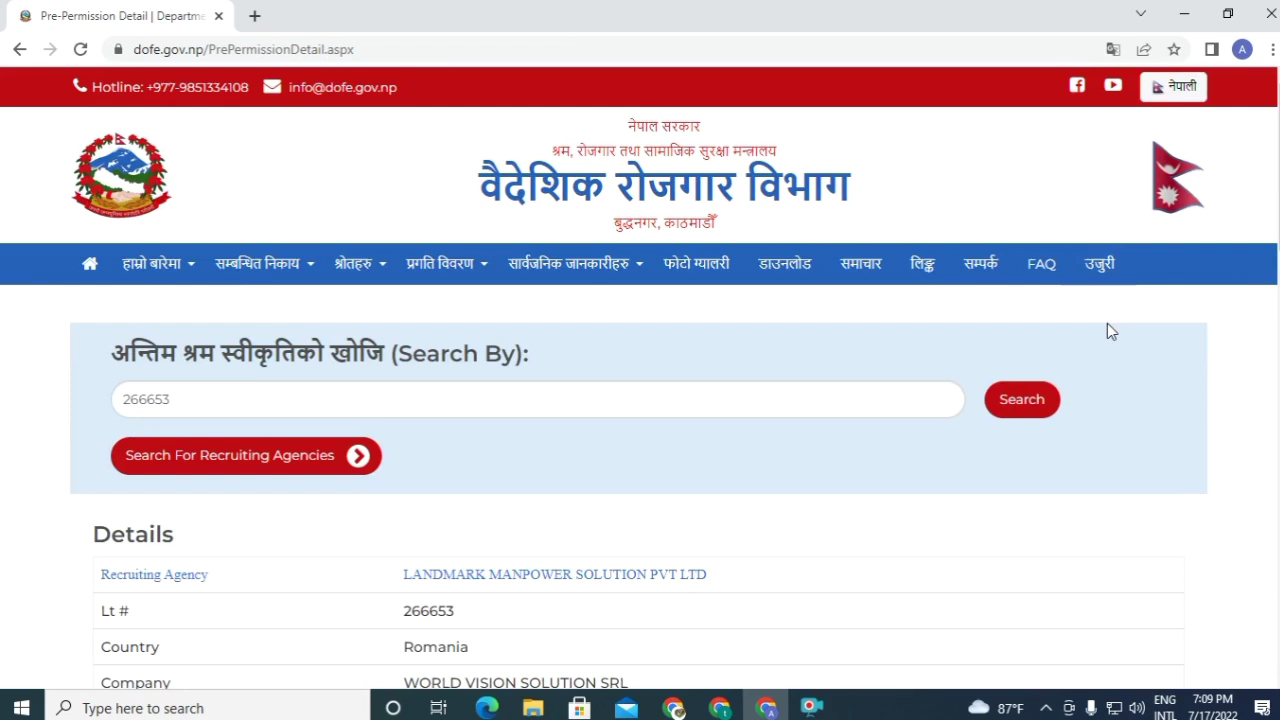 Pre-Permission Detail | Departme
dofe.gov.np/PrePermissionDetail.aspx
A
Hotline: +977-9851334108 info@dofe.gov.np नेपाली
नेपाल सरकार
श्रम, रोजगार तथा सामाजिक सुरक्षा मन्त्रालय
वैदेशिक रोजगार विभाग
बुद्धनगर, काठमाडौँ
हाम्रो बारेमा सम्बन्धित निकाय श्रोतहरु प्रगति विवरण सार्वजनिक जानकारीहरु फोटो ग्यालरी डाउनलोड समाचार लिङ्क सम्पर्क FAQ उजुरी
अन्तिम श्रम स्वीकृतिको खोजि (Search By):
266653 Search
Search For Recruiting Agencies
Details
Recruiting Agency LANDMARK MANPOWER SOLUTION PVT LTD
Lt # 266653
Country Romania
Company WORLD VISION SOLUTION SRL
Type here to search 87°F ENG INTL 7:09 PM 7/17/2022